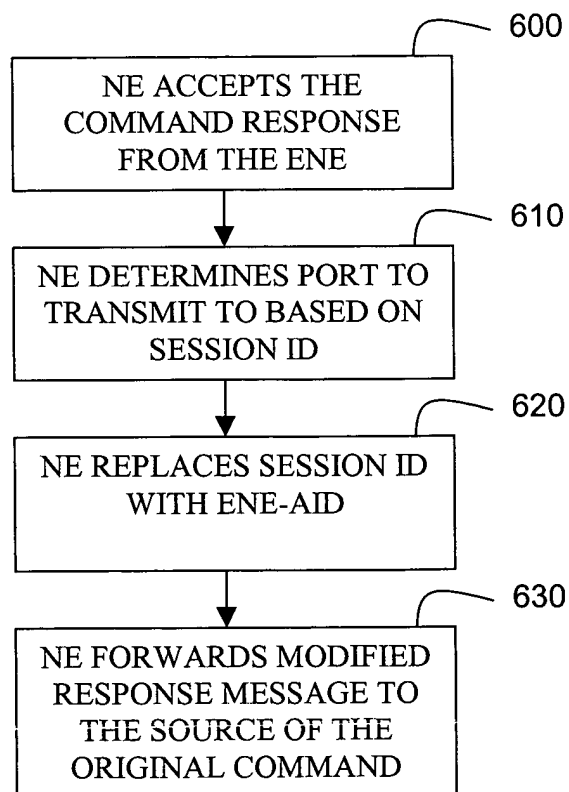 600
NE ACCEPTS THE
COMMAND RESPONSE
FROM THE ENE
610
NE DETERMINES PORT TO
TRANSMIT TO BASED ON
SESSION ID
620
NE REPLACES SESSION ID
WITH ENE-AID
630
NE FORWARDS MODIFIED
RESPONSE MESSAGE TO
THE SOURCE OF THE
ORIGINAL COMMAND